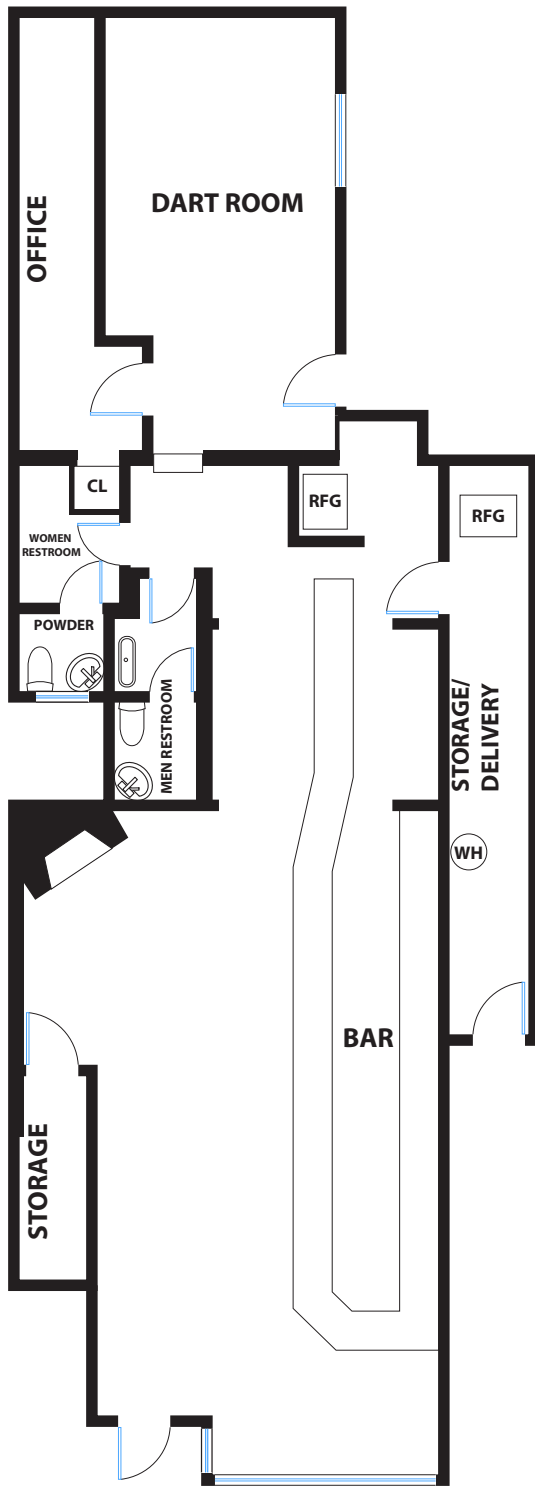 OFFICE
DART ROOM
CL
RFG
RFG
WOMEN
RESTROOM
POWDER
MEN RESTROOM
STORAGE/
DELIVERY
WH
BAR
STORAGE